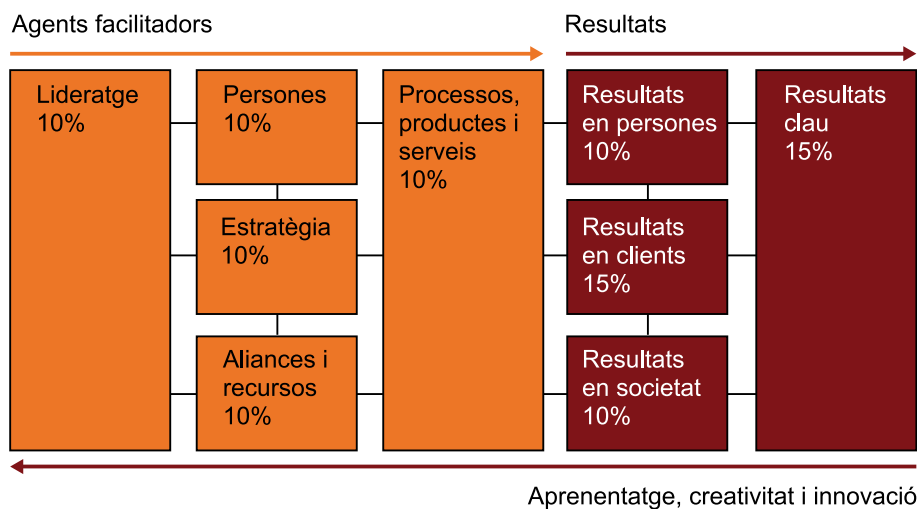 Agents facilitadors
Resultats
Lideratge
10%
Persones
10%
Estratègia
10%
Aliances i
recursos
10%
Processos,
productes i
serveis
10%
Resultats
en persones
10%
Resultats
en clients
15%
Resultats
en societat
10%
Resultats
clau
15%
Aprenentatge, creativitat i innovació